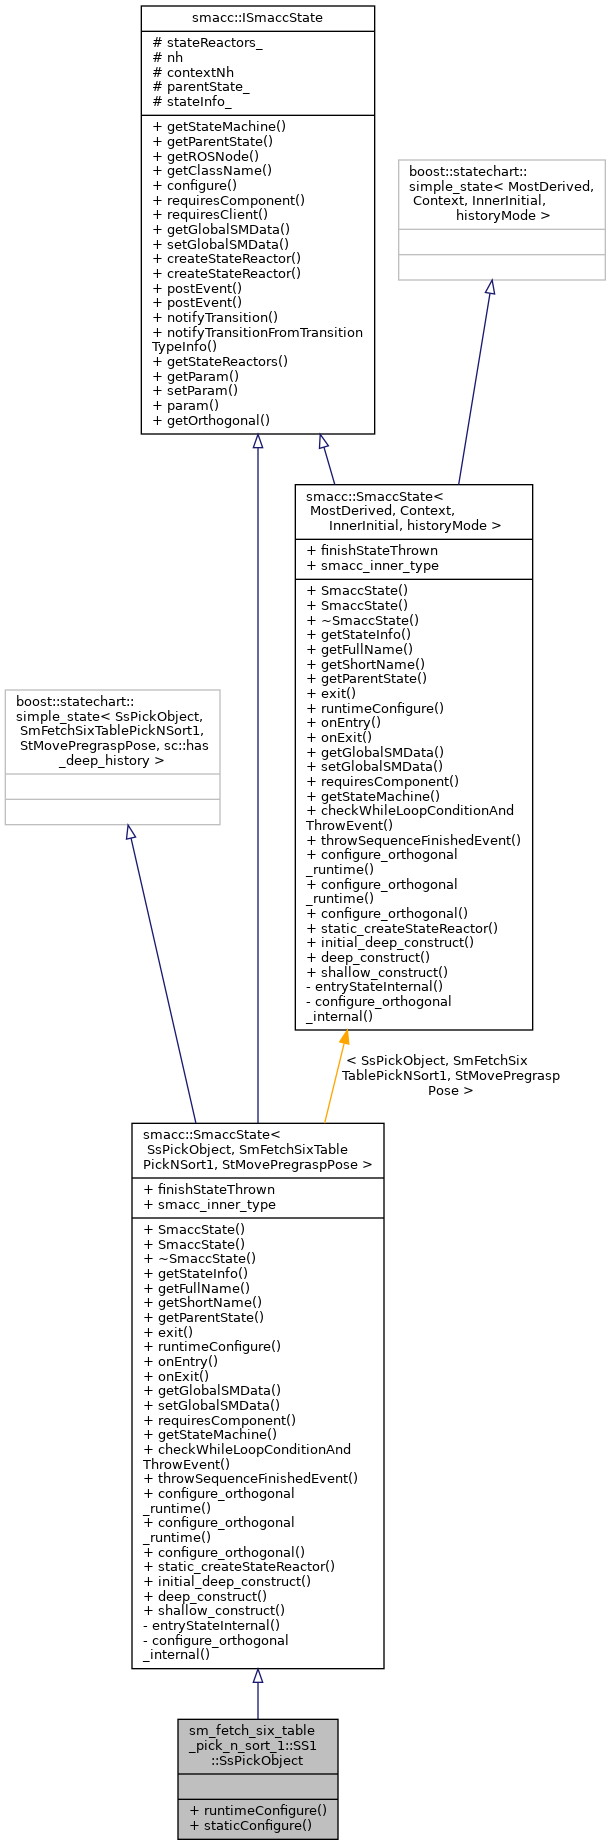 smacc::ISmaccState
# stateReactors_
# nh
# contextNh
# parentState_
# stateInfo_
+ getStateMachine()
+ getParentState()
+ getROSNode()
+ getClassName()
+ configure()
+ requiresComponent()
+ requiresClient()
+ getGlobalSMData()
+ setGlobalSMData()
+ createStateReactor()
+ createStateReactor()
+ postEvent()
+ postEvent()
+ notifyTransition()
+ notifyTransitionFromTransition
TypeInfo()
+ getStateReactors()
+ getParam()
+ setParam()
+ param()
+ getOrthogonal()
boost::statechart::
simple_state< MostDerived,
Context, InnerInitial,
historyMode >
smacc::SmaccState<
MostDerived, Context,
InnerInitial, historyMode >
+ finishStateThrown
+ smacc_inner_type
+ SmaccState()
+ SmaccState()
+ ~SmaccState()
+ getStateInfo()
+ getFullName()
+ getShortName()
+ getParentState()
+ exit()
+ runtimeConfigure()
+ onEntry()
+ onExit()
+ getGlobalSMData()
+ setGlobalSMData()
+ requiresComponent()
+ getStateMachine()
+ checkWhileLoopConditionAnd
ThrowEvent()
+ throwSequenceFinishedEvent()
+ configure_orthogonal
_runtime()
+ configure_orthogonal
_runtime()
+ configure_orthogonal()
+ static_createStateReactor()
+ initial_deep_construct()
+ deep_construct()
+ shallow_construct()
- entryStateInternal()
- configure_orthogonal
_internal()
boost::statechart::
simple_state< SsPickObject,
SmFetchSixTablePickNSort1,
StMovePregraspPose, sc::has
_deep_history >
< SsPickObject, SmFetchSix
TablePickNSort1, StMovePregrasp
Pose >
smacc::SmaccState<
SsPickObject, SmFetchSixTable
PickNSort1, StMovePregraspPose >
+ finishStateThrown
+ smacc_inner_type
+ SmaccState()
+ SmaccState()
+ ~SmaccState()
+ getStateInfo()
+ getFullName()
+ getShortName()
+ getParentState()
+ exit()
+ runtimeConfigure()
+ onEntry()
+ onExit()
+ getGlobalSMData()
+ setGlobalSMData()
+ requiresComponent()
+ getStateMachine()
+ checkWhileLoopConditionAnd
ThrowEvent()
+ throwSequenceFinishedEvent()
+ configure_orthogonal
_runtime()
+ configure_orthogonal
_runtime()
+ configure_orthogonal()
+ static_createStateReactor()
+ initial_deep_construct()
+ deep_construct()
+ shallow_construct()
- entryStateInternal()
- configure_orthogonal
_internal()
sm_fetch_six_table
_pick_n_sort_1::SS1
::SsPickObject
+ runtimeConfigure()
+ staticConfigure()